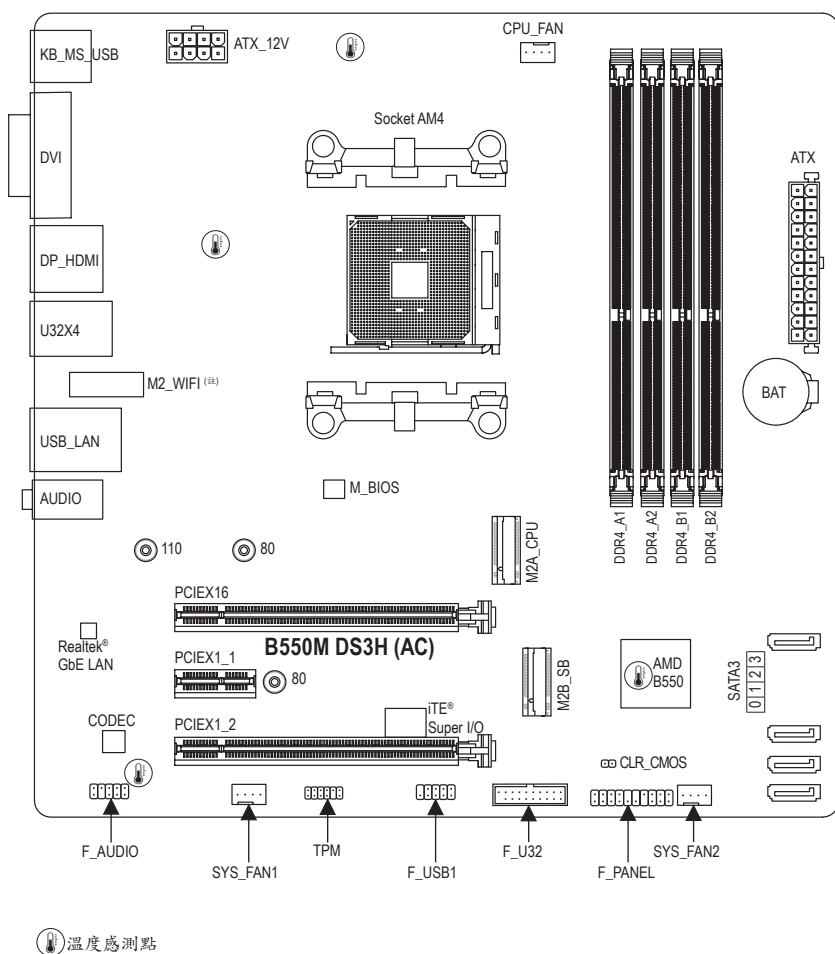 KB_MS_USB
ATX_12V
CPU_FAN
Socket AM4
DVI
ATX
DP_HDMI
U32X4
M2_WIFI (註)
BAT
USB_LAN
M_BIOS
AUDIO
DDR4_A1
DDR4_A2
DDR4_B1
DDR4_B2
110
80
M2A_CPU
PCIEX16
B550M DS3H (AC)
Realtek®
GbE LAN
PCIEX1_1
80
M2B_SB
AMD
B550
SATA3
0 1 2 3
CODEC
PCIEX1_2
iTE®
Super I/O
CLR_CMOS
F_AUDIO
SYS_FAN1
TPM
F_USB1
F_U32
F_PANEL
SYS_FAN2
溫度感測點